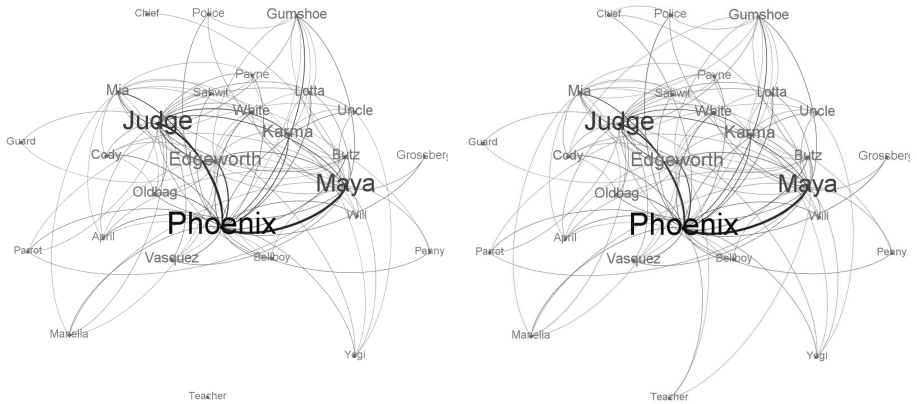 Chief
Police
Gumshoe
Payne
Mia
Sahwit
Lotta
White
Uncle
Judge
Karma
Guard
Cody
Edgeworth
Butz
Grossberg
Maya
Oldbag
Will
Phoenix
April
Parrot
Vasquez
Bellboy
Penny
Manella
Yogi
Teacher
Chief
Police
Gumshoe
Payne
Mia
Sahwit
Lotta
White
Uncle
Judge
Karma
Guard
Cody
Edgeworth
Butz
Grossberg
Maya
Oldbag
Will
Phoenix
April
Parrot
Vasquez
Bellboy
Penny
Manella
Yogi
Teacher